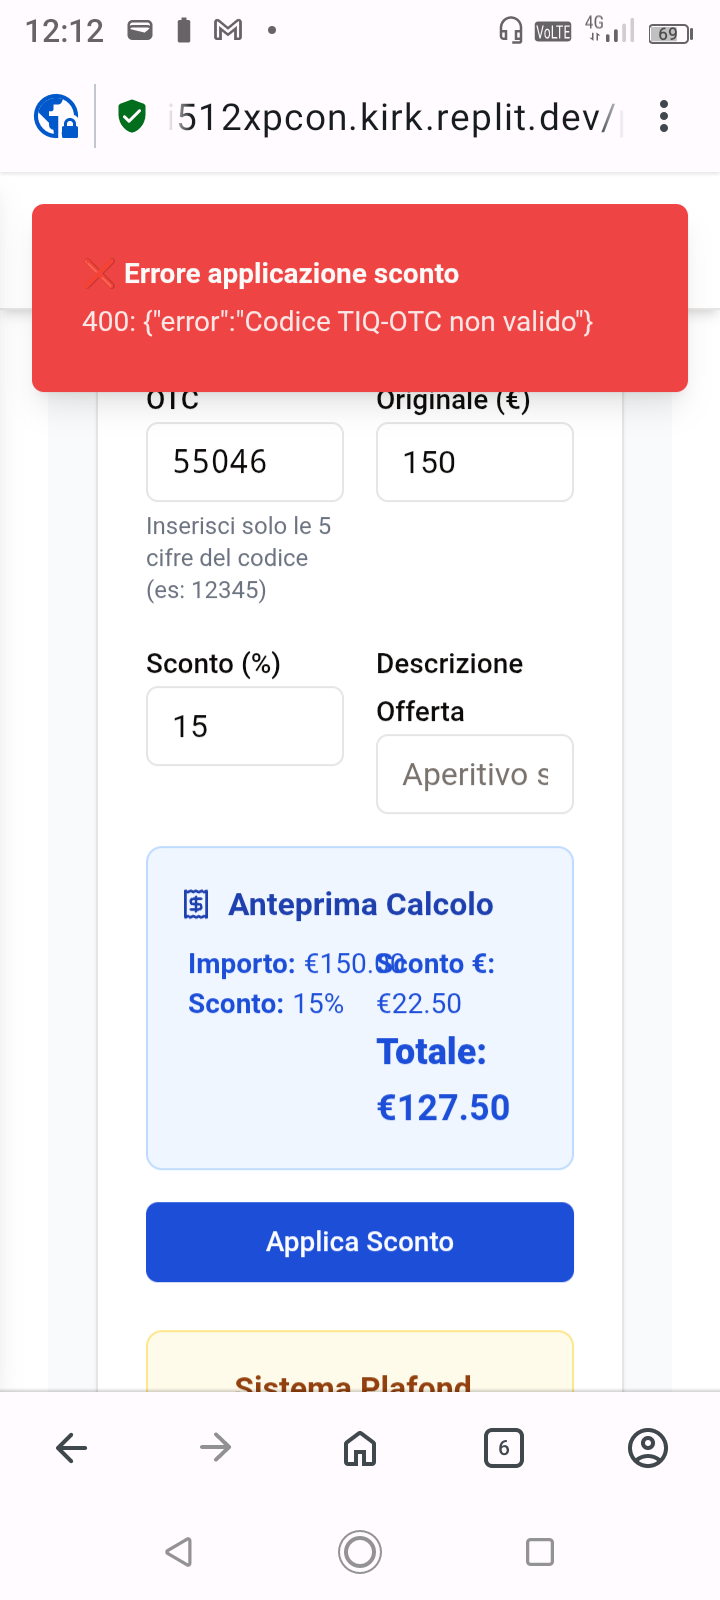 12:12
VoLTE
4G
69
i512xpcon.kirk.replit.dev/
❌ Errore applicazione sconto
400: {"error":"Codice TIQ-OTC non valido"}
OTC
Originale (€)
55046
150
Inserisci solo le 5
cifre del codice
(es: 12345)
Sconto (%)
15
Descrizione
Offerta
Aperitivo s
Anteprima Calcolo
Importo: €150.00
Sconto: 15%
Sconto €:
€22.50
Totale:
€127.50
Applica Sconto
Sistema Plafond
6